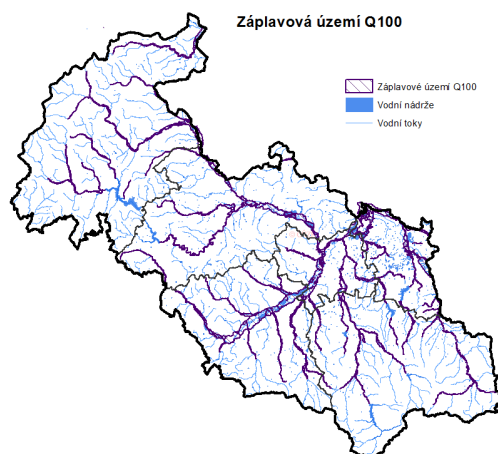 Záplavová území Q100
Záplavové území Q100
Vodní nádrže
Vodní toky